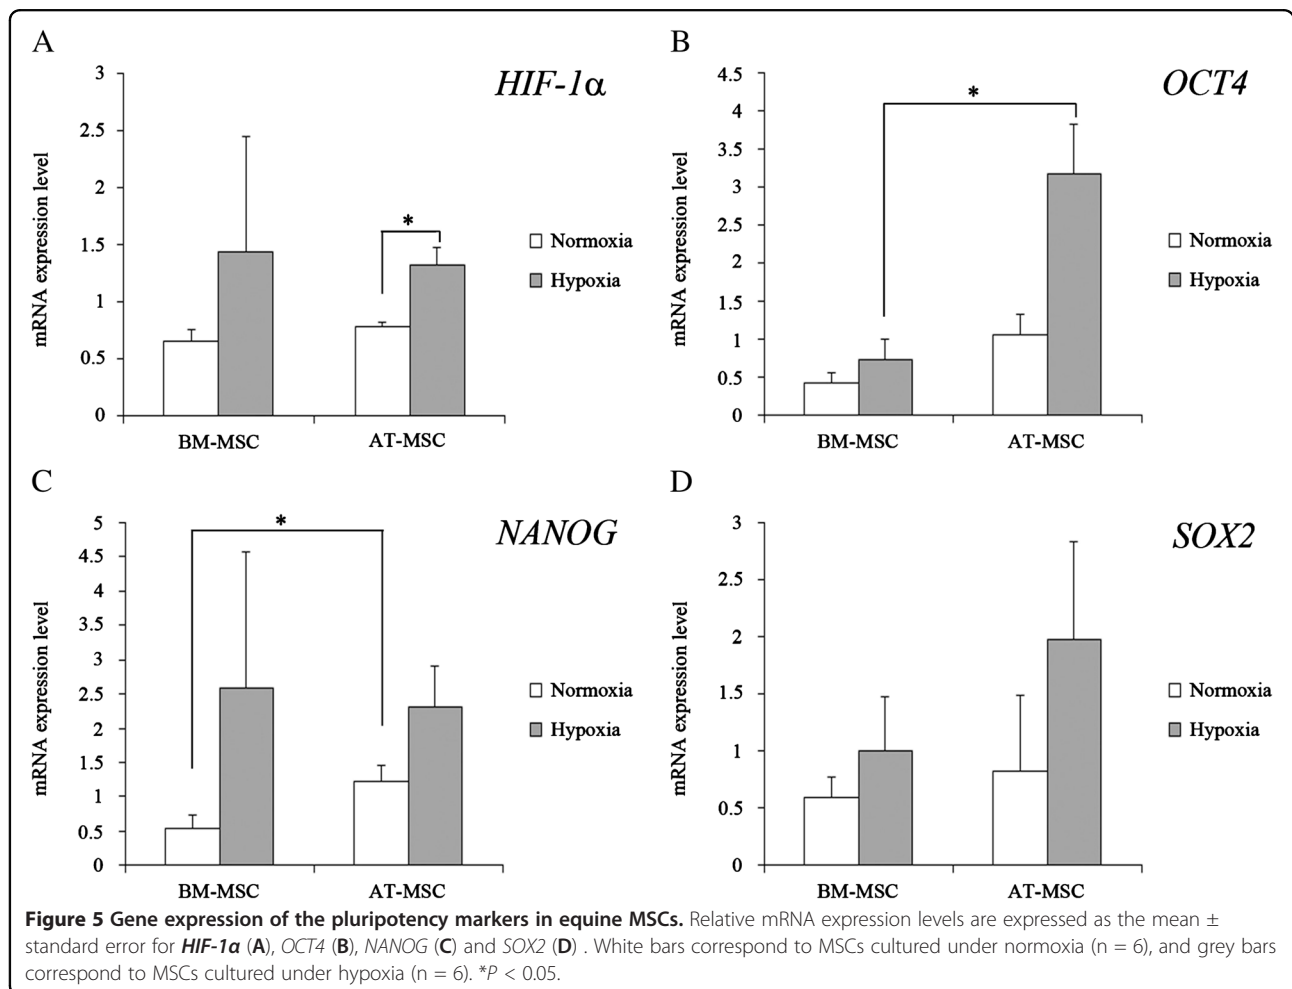 A
HIF-1α
3
2.5
2
1.5
1
0.5
0
mRNA expression level
*
Normoxia
Hypoxia
BM-MSC
AT-MSC
B
OCT4
4.5
4
3.5
3
2.5
2
1.5
1
0.5
0
mRNA expression level
*
Normoxia
Hypoxia
BM-MSC
AT-MSC
C
NANOG
5
4.5
4
3.5
3
2.5
2
1.5
1
0.5
0
mRNA expression level
*
Normoxia
Hypoxia
BM-MSC
AT-MSC
D
SOX2
3
2.5
2
1.5
1
0.5
0
mRNA expression level
Normoxia
Hypoxia
BM-MSC
AT-MSC
Figure 5 Gene expression of the pluripotency markers in equine MSCs. Relative mRNA expression levels are expressed as the mean ±
standard error for HIF-1α (A), OCT4 (B), NANOG (C) and SOX2 (D) . White bars correspond to MSCs cultured under normoxia (n = 6), and grey bars
correspond to MSCs cultured under hypoxia (n = 6). *P < 0.05.